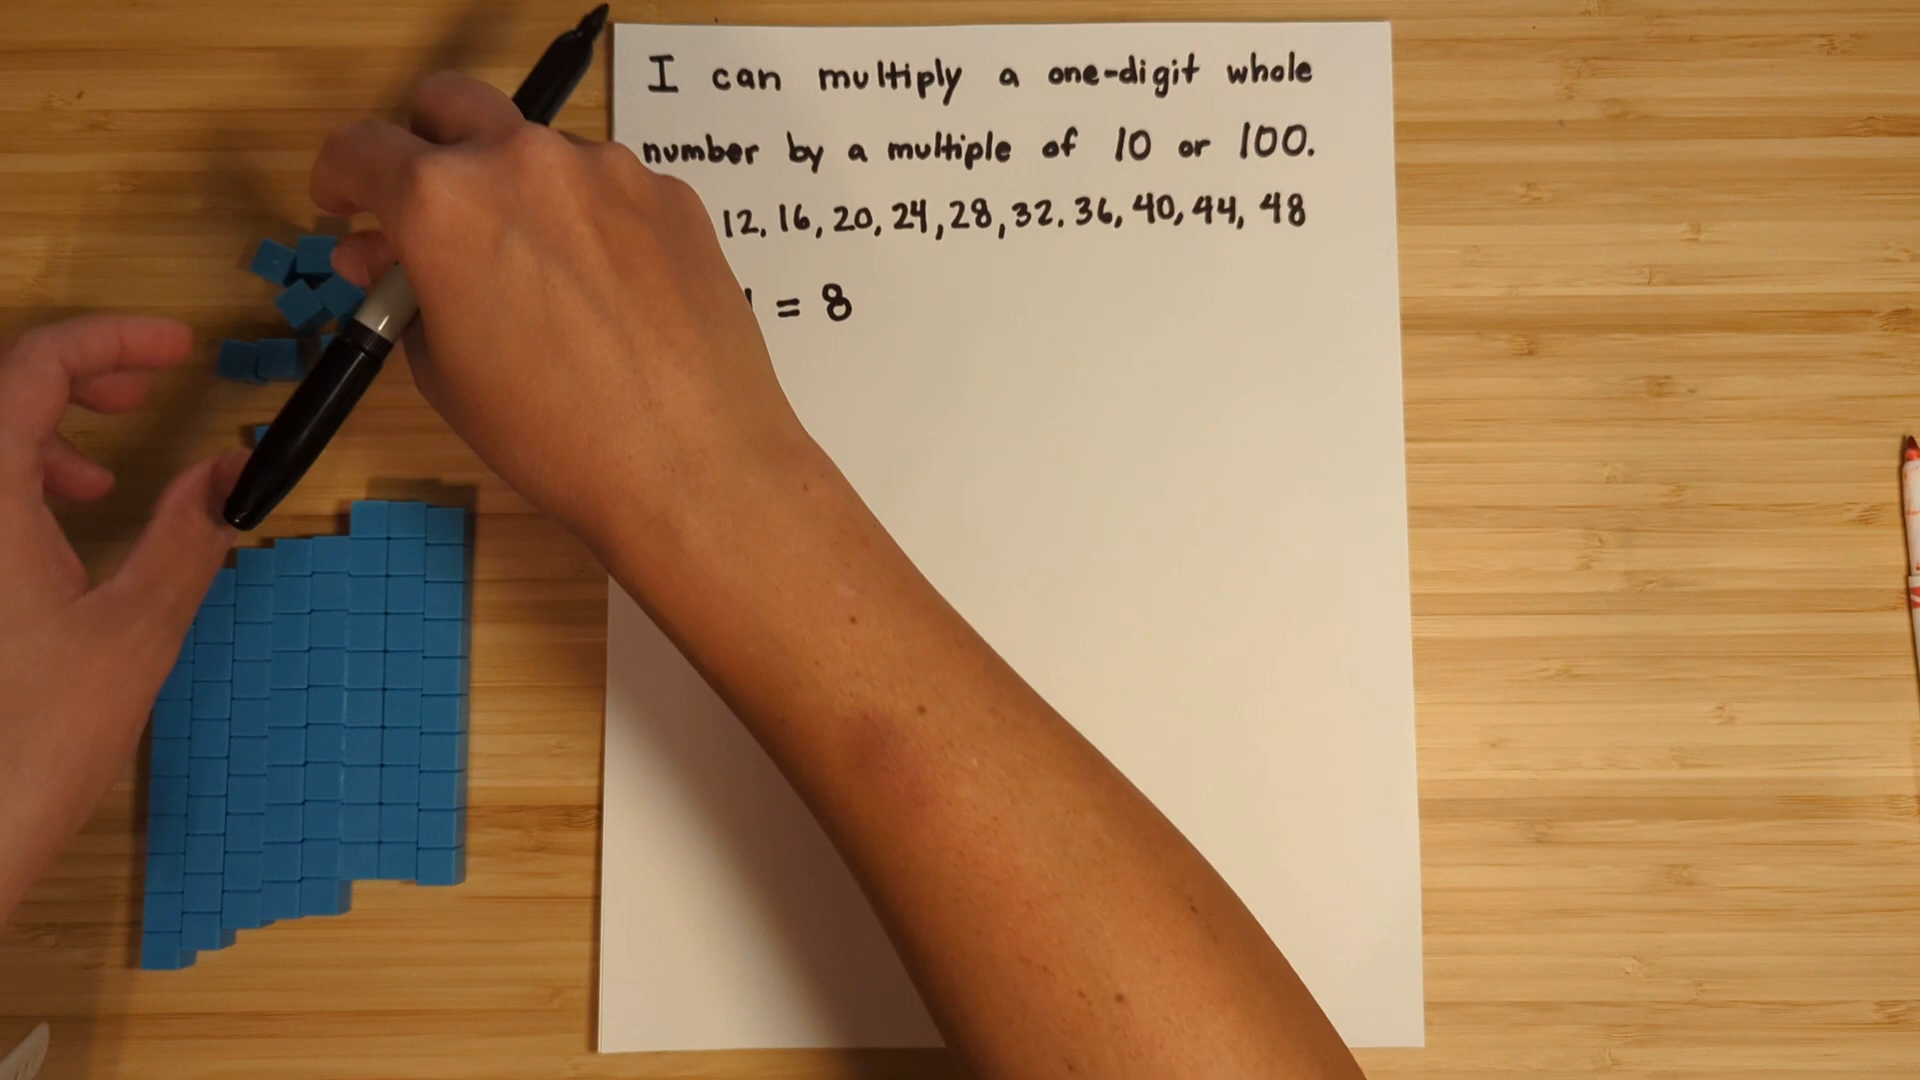 I can multiply a one-digit whole
number by a multiple of 10 or 100.
12, 16, 20, 24, 28, 32. 36, 40, 44, 48
= 8